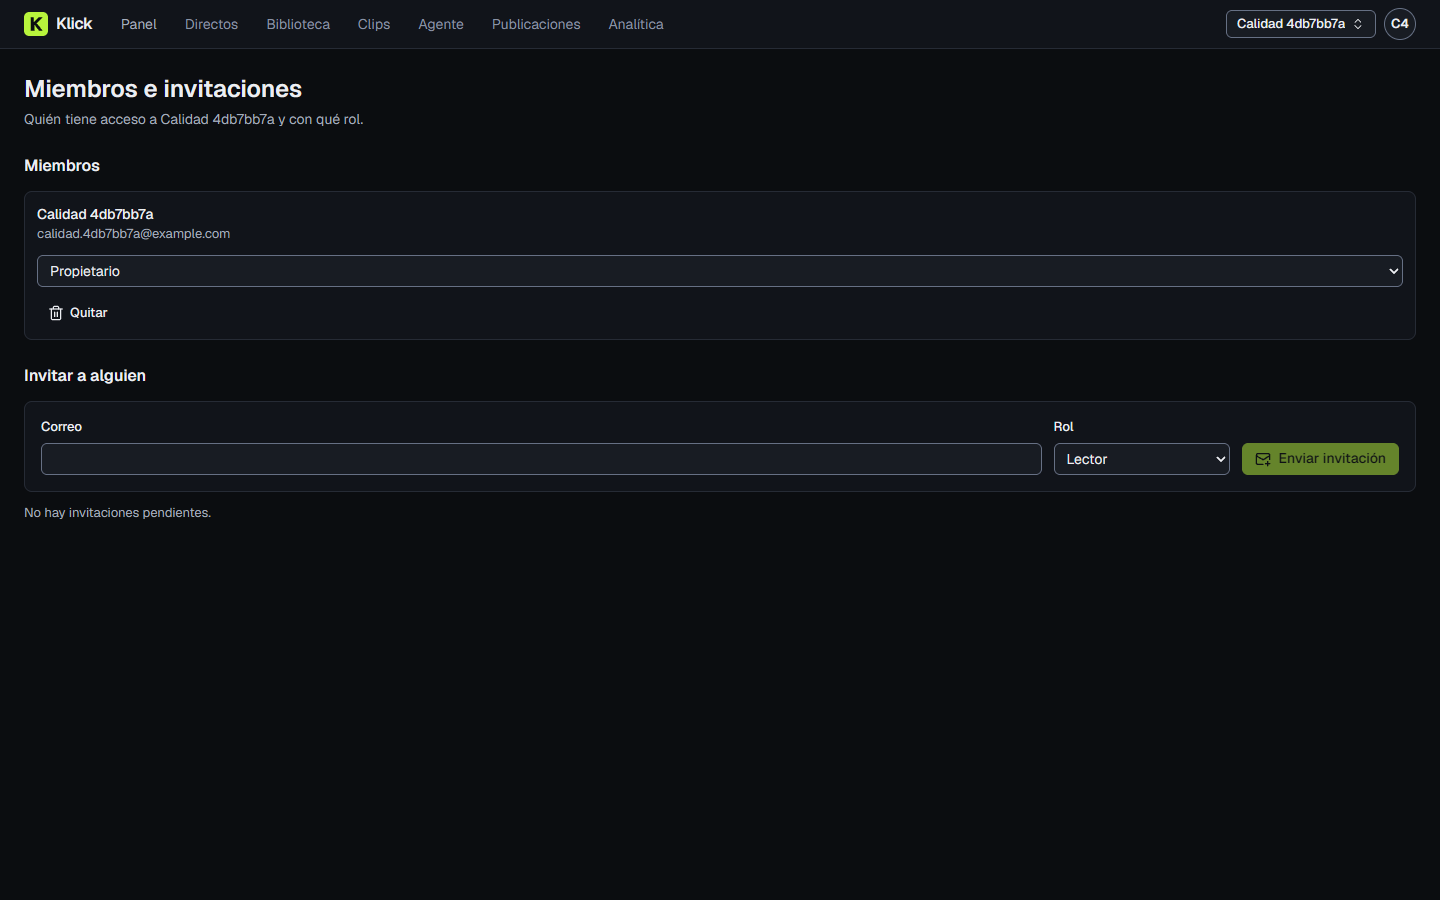 K Klick Panel Directos Biblioteca Clips Agente Publicaciones Analítica Calidad 4db7bb7a C4
Miembros e invitaciones
Quién tiene acceso a Calidad 4db7bb7a y con qué rol.
Miembros
Calidad 4db7bb7a
calidad.4db7bb7a@example.com
Propietario
Quitar
Invitar a alguien
Correo Rol
Lector Enviar invitación
No hay invitaciones pendientes.